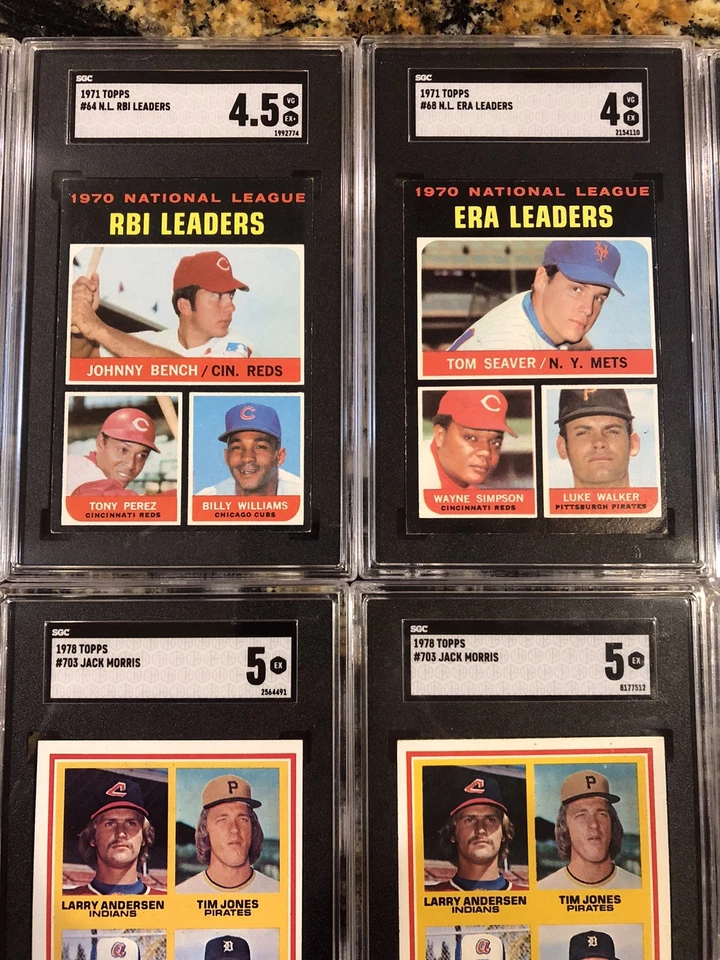 SGC
1971 TOPPS
#64 N.L. RBI LEADERS
4.5
VG
EX+
1992774
1970 NATIONAL LEAGUE
RBI LEADERS
C
JOHNNY BENCH / CIN. REDS
C
TONY PEREZ
CINCINNATI REDS
C
BILLY WILLIAMS
CHICAGO CUBS
SGC
1971 TOPPS
#68 N.L. ERA LEADERS
4
VG
EX
2154110
1970 NATIONAL LEAGUE
ERA LEADERS
NY
TOM SEAVER / N. Y. METS
C
WAYNE SIMPSON
CINCINNATI REDS
P
LUKE WALKER
PITTSBURGH PIRATES
SGC
1978 TOPPS
#703 JACK MORRIS
5
EX
2564491
C
LARRY ANDERSEN
INDIANS
P
TIM JONES
PIRATES
a
D
SGC
1978 TOPPS
#703 JACK MORRIS
5
EX
8177512
C
LARRY ANDERSEN
INDIANS
P
TIM JONES
PIRATES
a
D